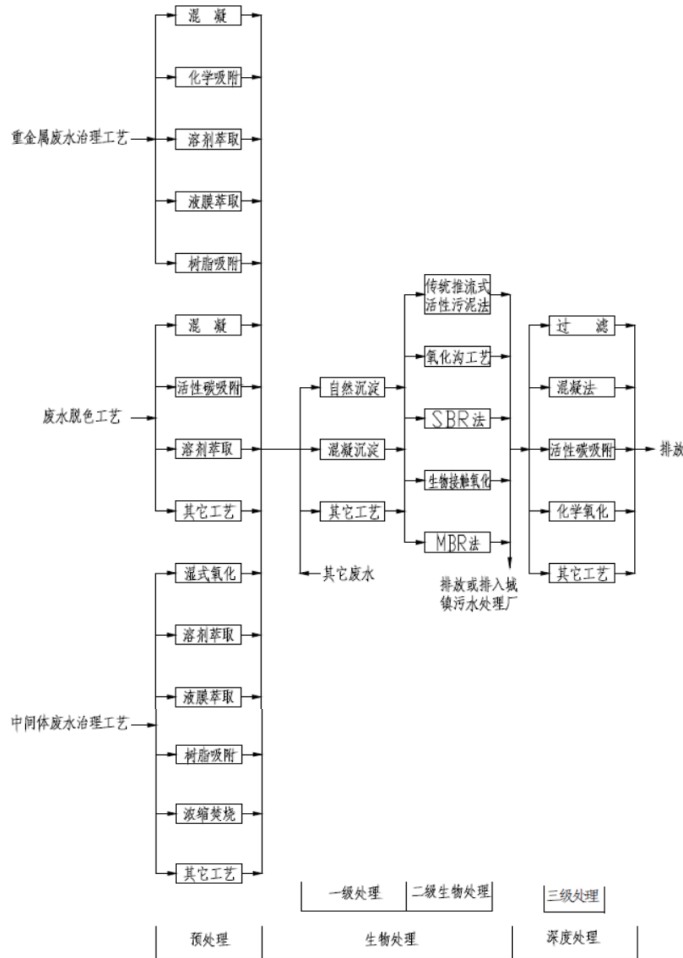 重金属废水治理工艺
混 凝
化学吸附
溶剂萃取
液膜萃取
树脂吸附
废水脱色工艺
混 凝
活性碳吸附
溶剂萃取
其它工艺
中间体废水治理工艺
湿式氧化
溶剂萃取
液膜萃取
树脂吸附
浓缩焚烧
其它工艺
自然沉淀
混凝沉淀
其它工艺
其它废水
传统推流式
活性污泥法
氧化沟工艺
SBR法
生物接触氧化
MBR法
排放或排入城
镇污水处理厂
过 滤
混凝法
活性碳吸附
化学氧化
其它工艺
排放
一级处理
二级生物处理
三级处理
预处理
生物处理
深度处理